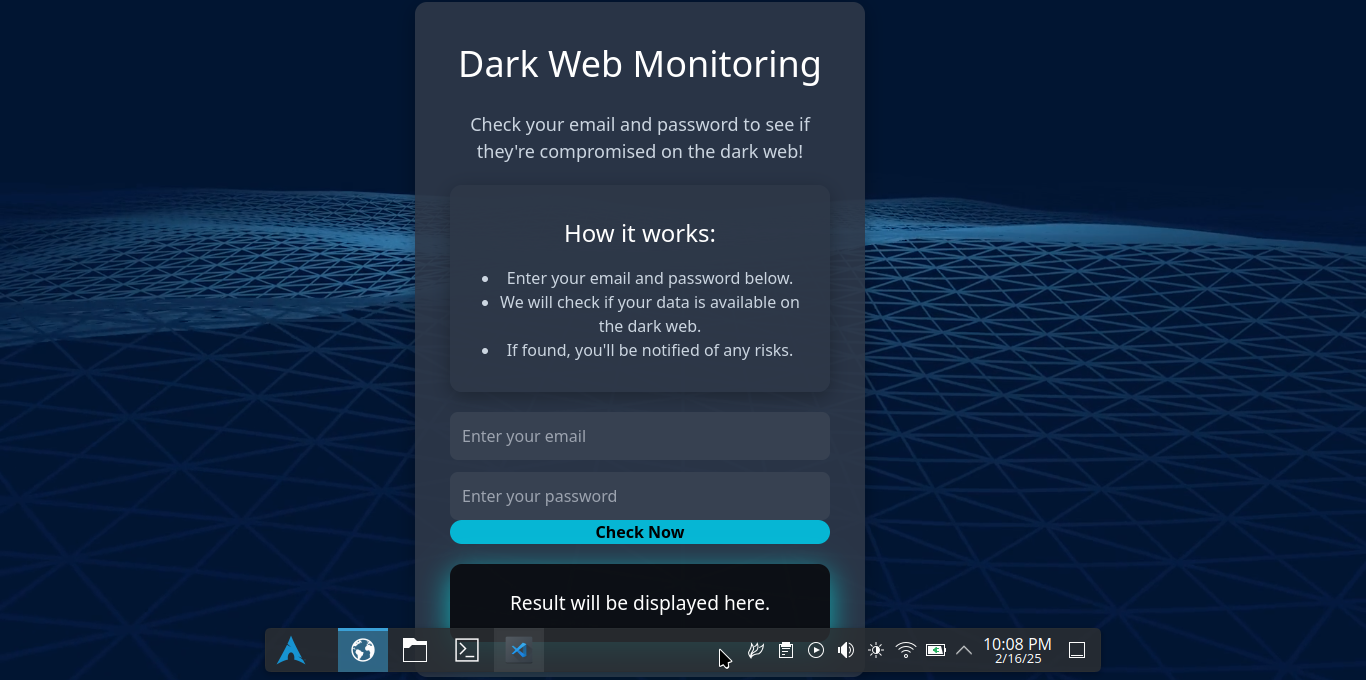 Dark Web Monitoring
Check your email and password to see if
they're compromised on the dark web!
How it works:
• Enter your email and password below.
• We will check if your data is available on
the dark web.
• If found, you'll be notified of any risks.
Enter your email
Enter your password
Check Now
Result will be displayed here.
10:08 PM
2/16/25